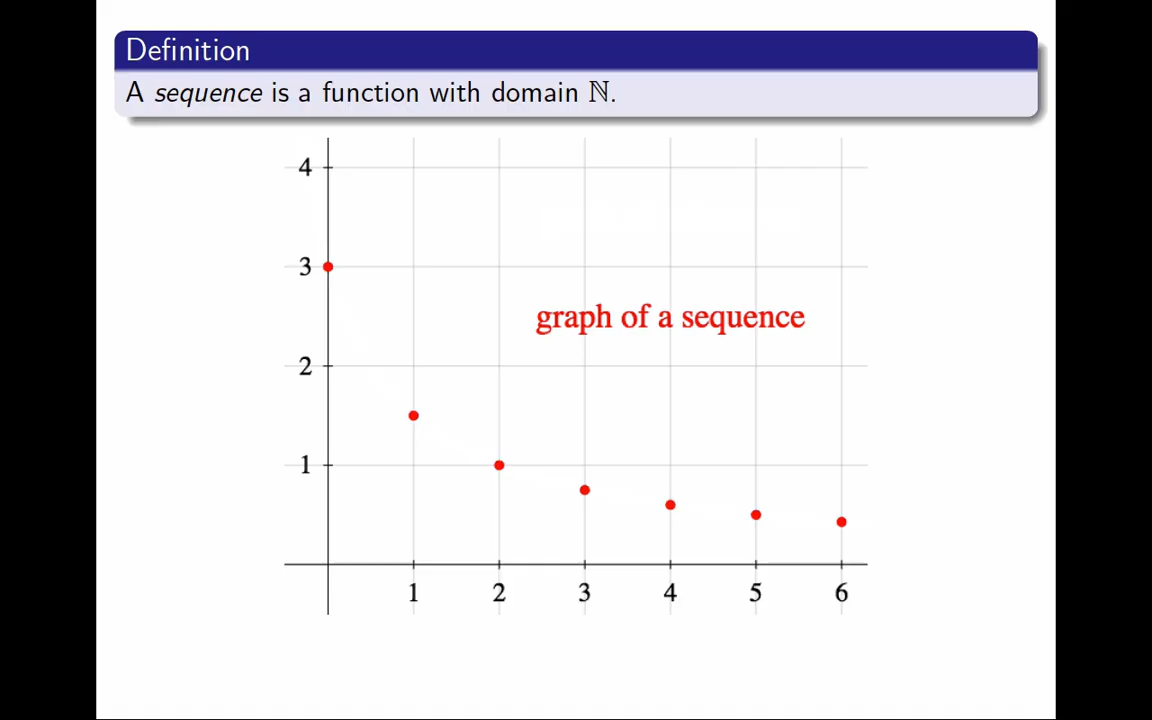 Definition
A sequence is a function with domain ℕ.
4
3
graph of a sequence
2
1
1 2 3 4 5 6